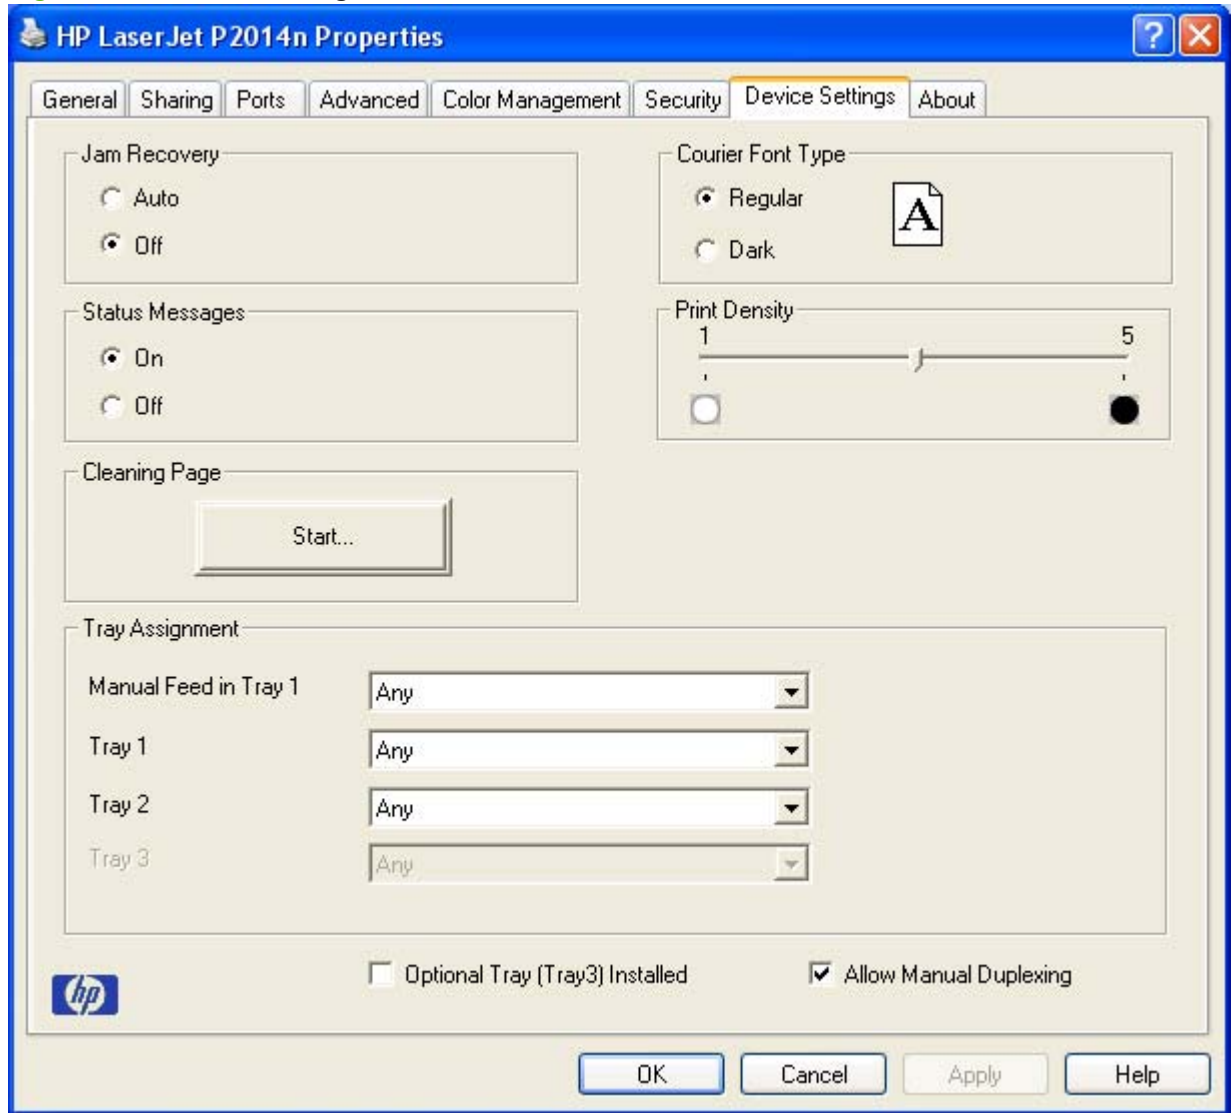 HP LaserJet P2014n Properties
General Sharing Ports Advanced Color Management Security Device Settings About
Jam Recovery
Auto
Off
Courier Font Type
Regular
Dark
A
Status Messages
On
Off
Print Density
1 5
Cleaning Page
Start...
Tray Assignment
Manual Feed in Tray 1 Any
Tray 1 Any
Tray 2 Any
Tray 3 Any
hp
Optional Tray (Tray3) Installed Allow Manual Duplexing
OK Cancel Apply Help